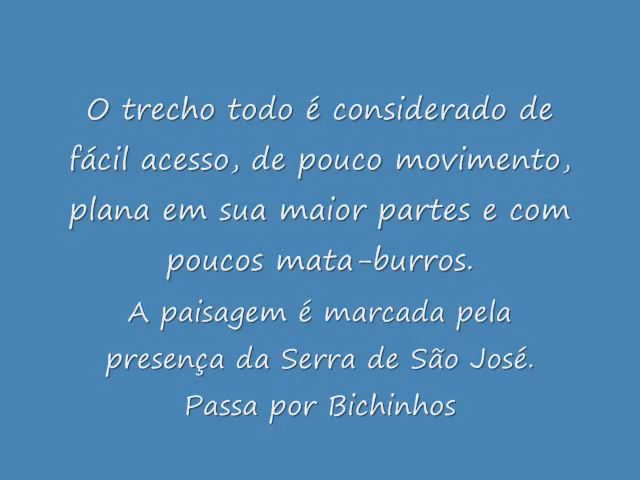 O trecho todo é considerado de
fácil acesso, de pouco movimento,
plana em sua maior partes e com
poucos mata-burros.
A paisagem é marcada pela
presença da Serra de São José.
Passa por Bichinhos